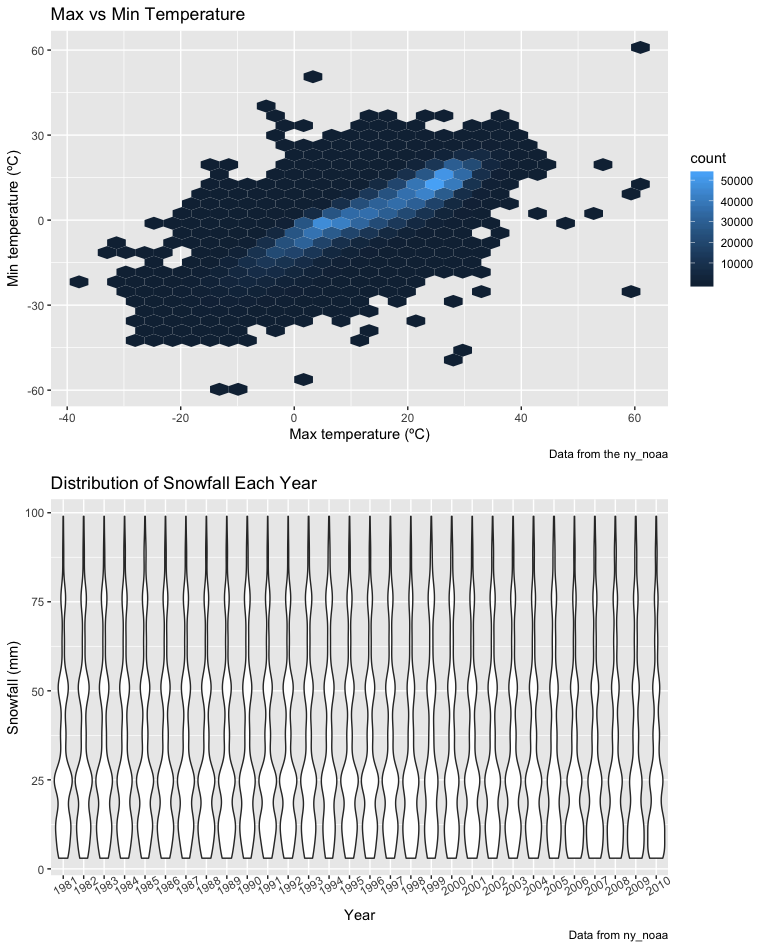 Max vs Min Temperature
60
30
0
-30
-60
Min temperature (ºC)
-40 -20 0 20 40 60
Max temperature (ºC)
count
50000
40000
30000
20000
10000
Data from the ny_noaa
Distribution of Snowfall Each Year
100
75
50
25
0
Snowfall (mm)
1981 1982 1983 1984 1985 1986 1987 1988 1989 1990 1991 1992 1993 1994 1995 1996 1997 1998 1999 2000 2001 2002 2003 2004 2005 2006 2007 2008 2009 2010
Year
Data from ny_noaa